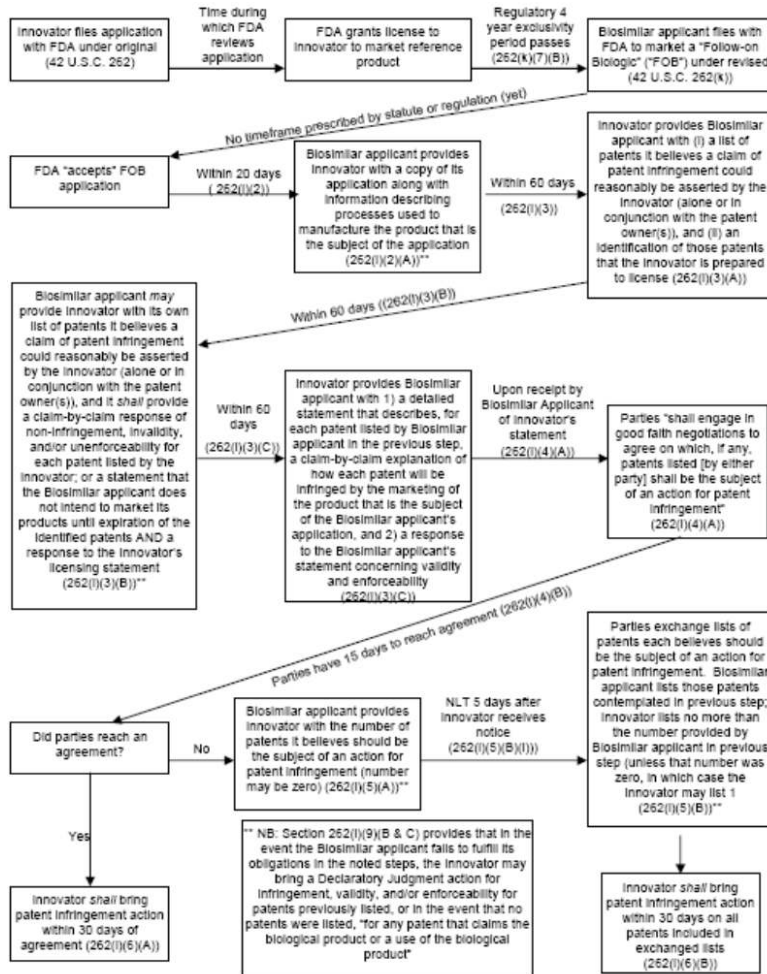 Innovator files application
with FDA under original
(42 U.S.C. 262)
Time during
which FDA
reviews
application
FDA grants license to
Innovator to market reference
product
Regulatory 4
year exclusivity
period passes
(262(k)(7)(B))
Biosimilar applicant files with
FDA to market a "Follow-on
Biologic" ("FOB") under revised
(42 U.S.C. 262(k))
No timeframe prescribed by statute or regulation (yet)
FDA "accepts" FOB
application
Within 20 days
( 262(l)(2))
Biosimilar applicant provides
Innovator with a copy of its
application along with
information describing
processes used to
manufacture the product that is
the subject of the application
(262(l)(2)(A))**
Within 60 days
(262(l)(3))
Innovator provides Biosimilar
applicant with (i) a list of
patents it believes a claim of
patent infringement could
reasonably be asserted by the
Innovator (alone or in
conjunction with the patent
owner(s)), and (ii) an
identification of those patents
that the Innovator is prepared
to license (262(l)(3)(A))
Within 60 days ((262(l)(3)(B))
Biosimilar applicant may
provide Innovator with its own
list of patents it believes a
claim of patent infringement
could reasonably be asserted
by the Innovator (alone or in
conjunction with the patent
owner(s)), and it shall provide
a claim-by-claim response of
non-infringement, invalidity,
and/or unenforceability for
each patent listed by the
Innovator; or a statement that
the Biosimilar applicant does
not intend to market its
products until expiration of the
identified patents AND a
response to the Innovator's
licensing statement
(262(l)(3)(B))**
Within 60
days
(262(l)(3)(C))
Innovator provides Biosimilar
applicant with 1) a detailed
statement that describes, for
each patent listed by Biosimilar
applicant in the previous step,
a claim-by-claim explanation of
how each patent will be
infringed by the marketing of
the product that is the subject
of the Biosimilar applicant's
application, and 2) a response
to the Biosimilar applicant's
statement concerning validity
and enforceability
(262(l)(3)(C))
Upon receipt by
Biosimilar Applicant
of Innovator's
statement
(262(l)(4)(A))
Parties "shall engage in
good faith negotiations to
agree on which, if any,
patents listed [by either
party] shall be the subject
of an action for patent
infringement"
(262(l)(4)(A))
Parties have 15 days to reach agreement (262(l)(4)(B))
Did parties reach an
agreement?
No
Biosimilar applicant provides
Innovator with the number of
patents it believes should be
the subject of an action for
patent infringement (number
may be zero) (262(l)(5)(A))**
NLT 5 days after
Innovator receives
notice
(262(l)(5)(B)(i)))
Parties exchange lists of
patents each believes should
be the subject of an action for
patent infringement. Biosimilar
applicant lists those patents
contemplated in previous step;
Innovator lists no more than
the number provided by
Biosimilar applicant in previous
step (unless that number was
zero, in which case the
Innovator may list 1
(262(l)(5)(B))**
Yes
** NB: Section 262(l)(9)(B & C) provides that in the
event the Biosimilar applicant fails to fulfill its
obligations in the noted steps, the Innovator may
bring a Declaratory Judgment action for
infringement, validity, and/or enforceability for
patents previously listed, or in the event that no
patents were listed, "for any patent that claims the
biological product or a use of the biological
product"
Innovator shall bring
patent infringement action
within 30 days of
agreement (262(l)(6)(A))
Innovator shall bring
patent infringement action
within 30 days on all
patents included in
exchanged lists
(262(l)(6)(B))